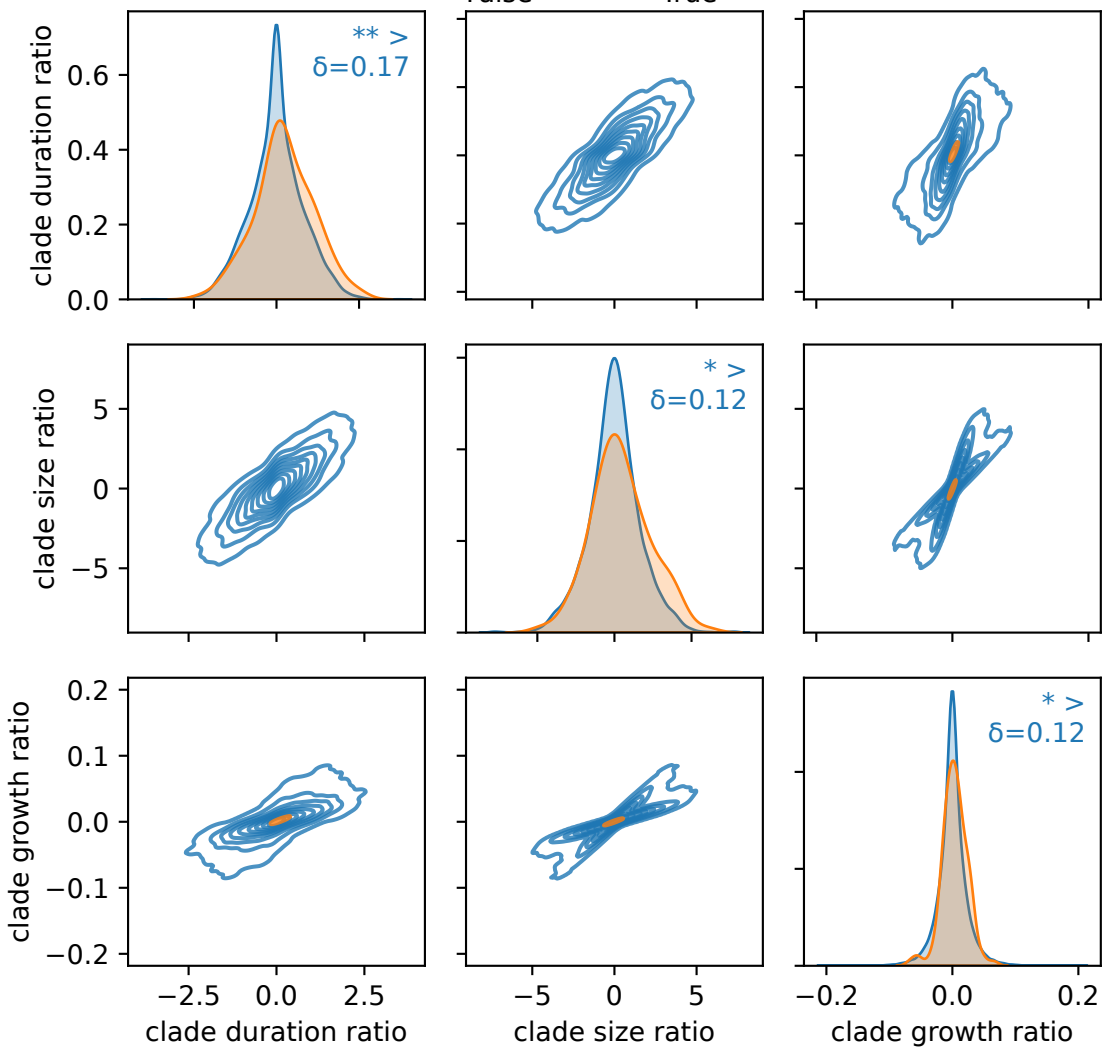 clade duration ratio
0.6
0.4
0.2
0.0
** >
δ=0.17
clade size ratio
5
0
−5
* >
δ=0.12
clade growth ratio
0.2
0.1
0.0
−0.1
−0.2
* >
δ=0.12
−2.5 0.0 2.5
clade duration ratio
−5 0 5
clade size ratio
−0.2 0.0 0.2
clade growth ratio